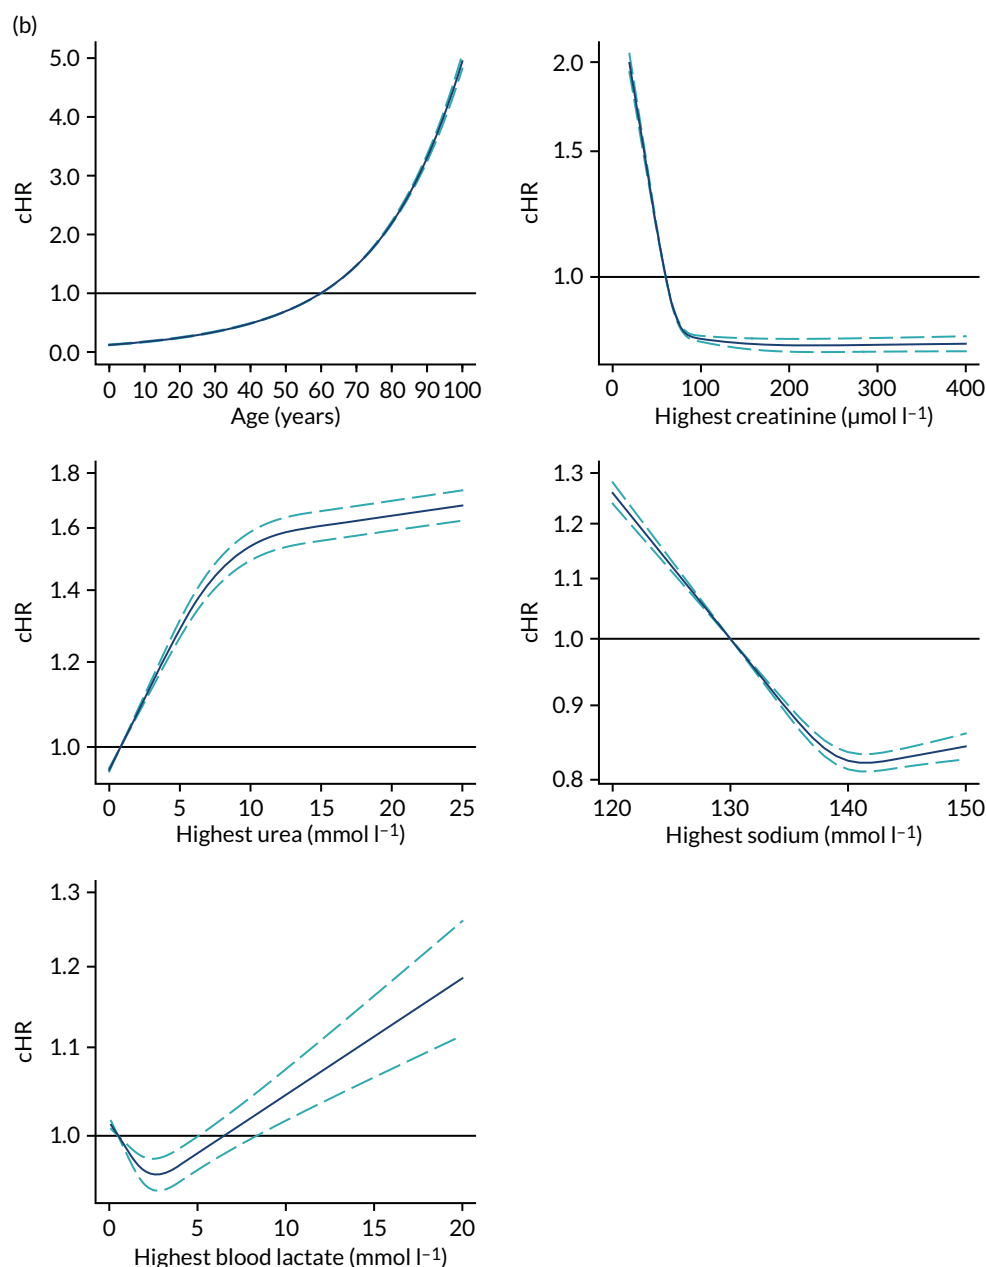 (b)
5.0
4.0
3.0
2.0
1.0
0.0
cHR
0 10 20 30 40 50 60 70 80 90 100
Age (years)
2.0
1.5
1.0
cHR
0 100 200 300 400
Highest creatinine (µmol l⁻¹)
1.8
1.6
1.4
1.2
1.0
cHR
0 5 10 15 20 25
Highest urea (mmol l⁻¹)
1.3
1.2
1.1
1.0
0.9
0.8
cHR
120 130 140 150
Highest sodium (mmol l⁻¹)
1.3
1.2
1.1
1.0
cHR
0 5 10 15 20
Highest blood lactate (mmol l⁻¹)